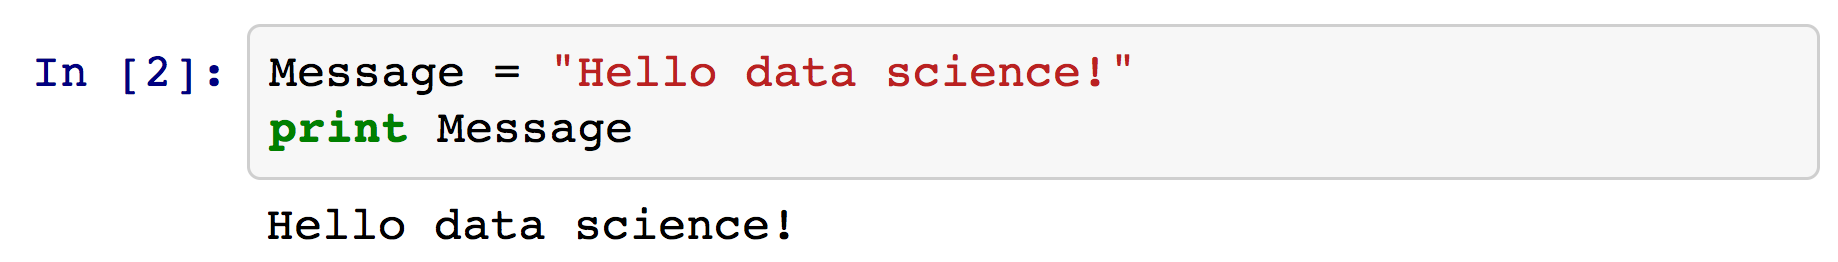 In [2]: Message = "Hello data science!"
print Message
Hello data science!